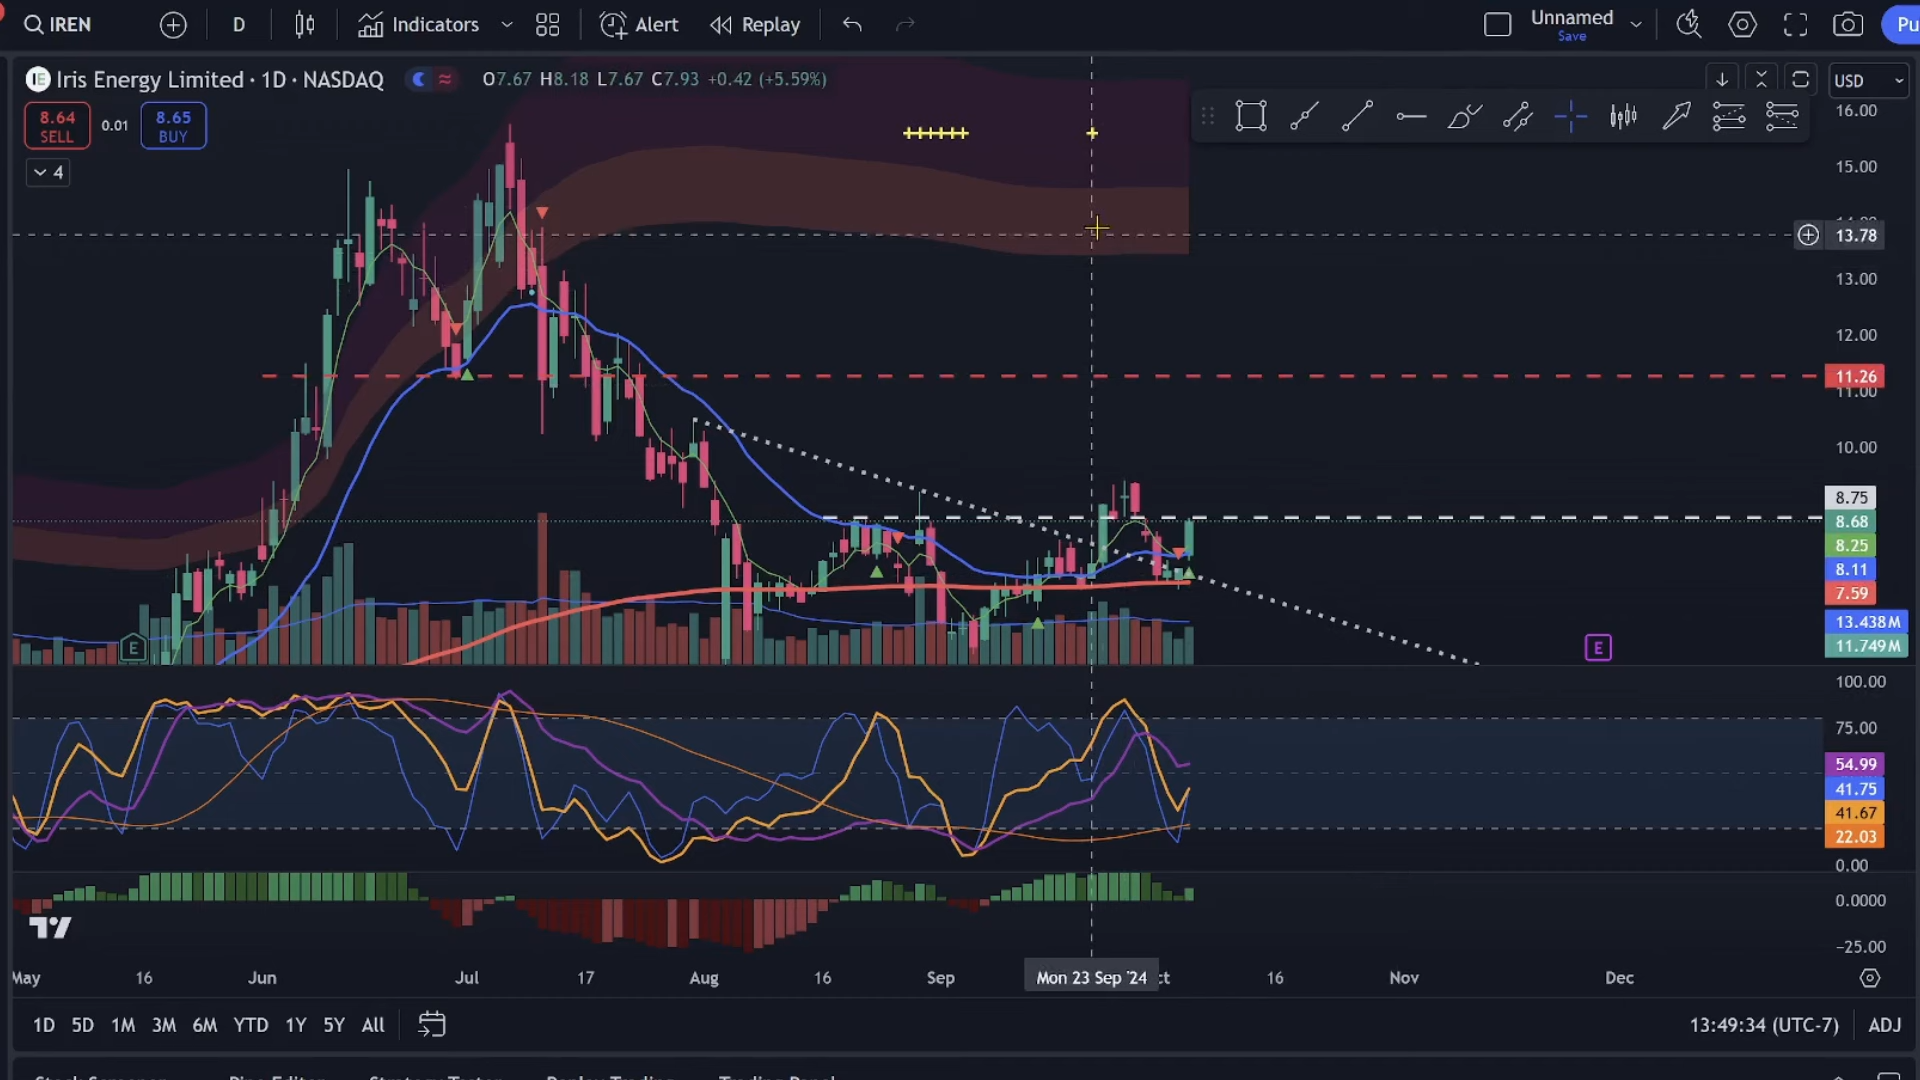 IREN
D
Indicators
Alert
Replay
Unnamed
Save
Pu
IE Iris Energy Limited · 1D · NASDAQ
O7.67 H8.18 L7.67 C7.93 +0.42 (+5.59%)
USD
8.64
SELL
0.01
8.65
BUY
4
16.00
15.00
13.78
13.00
12.00
11.26
11.00
10.00
8.75
8.68
8.25
8.11
7.59
13.438M
11.749M
E
E
100.00
75.00
54.99
41.75
41.67
22.03
0.00
0.0000
−25.00
May
16
Jun
Jul
17
Aug
16
Sep
Mon 23 Sep '24
ct
16
Nov
Dec
1D
5D
1M
3M
6M
YTD
1Y
5Y
All
13:49:34 (UTC-7)
ADJ